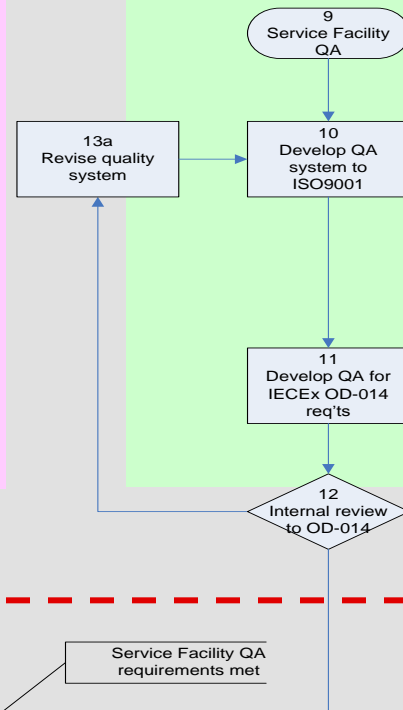 9
Service Facility
QA
13a
Revise quality
system
10
Develop QA
system to
ISO9001
11
Develop QA for
IECEx OD-014
req'ts
12
Internal review
to OD-014
Service Facility QA
requirements met